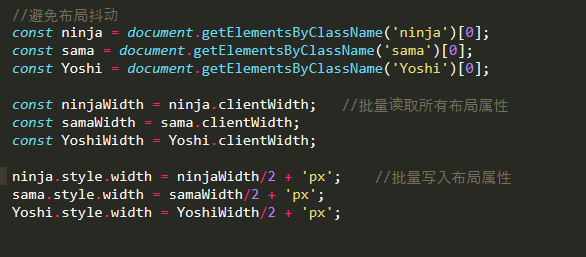 //避免布局抖动
const ninja = document.getElementsByClassName('ninja')[0];
const sama = document.getElementsByClassName('sama')[0];
const Yoshi = document.getElementsByClassName('Yoshi')[0];
const ninjaWidth = ninja.clientWidth;   //批量读取所有布局属性
const samaWidth = sama.clientWidth;
const YoshiWidth = Yoshi.clientWidth;
ninja.style.width = ninjaWidth/2 + 'px';    //批量写入布局属性
sama.style.width = samaWidth/2 + 'px';
Yoshi.style.width = YoshiWidth/2 + 'px';